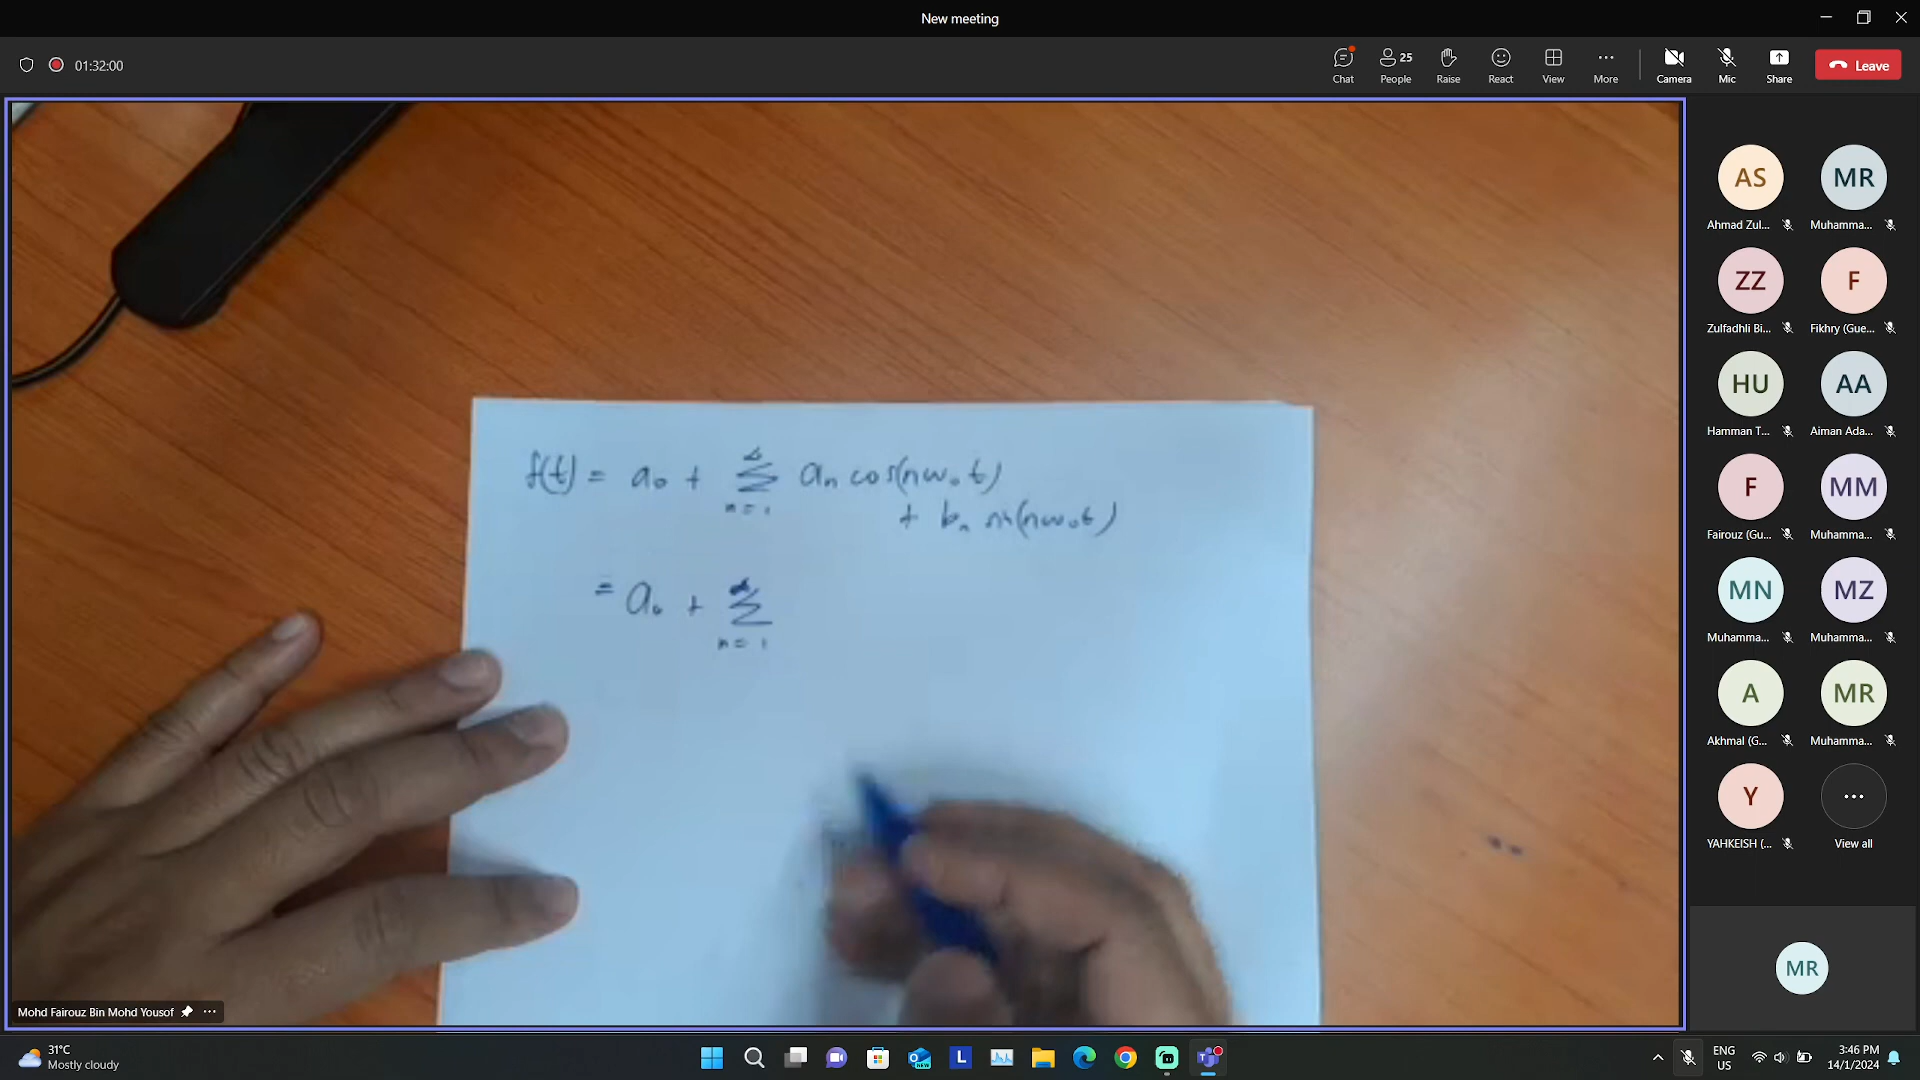 New meeting
01:32:00
Chat
25
People
Raise
React
View
More
Camera
Mic
Share
Leave
f(t) = a₀ + ∑ aₙ cos(nω₀t)
n=1
+ bₙ sin(nω₀t)
= a₀ + ∑
n=1
AS
Ahmad Zul...
MR
Muhamma...
ZZ
Zulfadhli Bi...
F
Fikhry (Gue...
HU
Hamman T...
AA
Aiman Ada...
F
Fairouz (Gu...
MM
Muhamma...
MN
Muhamma...
MZ
Muhamma...
A
Akhmal (G...
MR
Muhamma...
Y
YAHKEISH (...
View all
MR
Mohd Fairouz Bin Mohd Yousof
31°C
Mostly cloudy
NEW
L
ENG
US
3:46 PM
14/1/2024